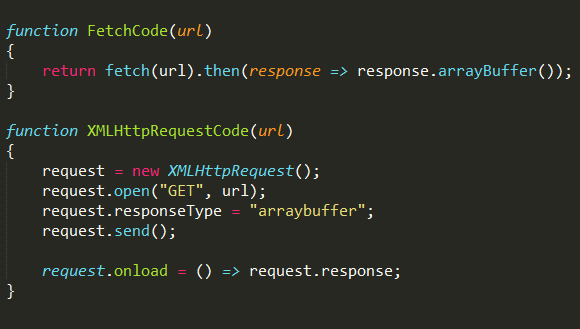 function FetchCode(url)
{
    return fetch(url).then(response => response.arrayBuffer());
}
function XMLHttpRequestCode(url)
{
    request = new XMLHttpRequest();
    request.open("GET", url);
    request.responseType = "arraybuffer";
    request.send();
    request.onload = () => request.response;
}